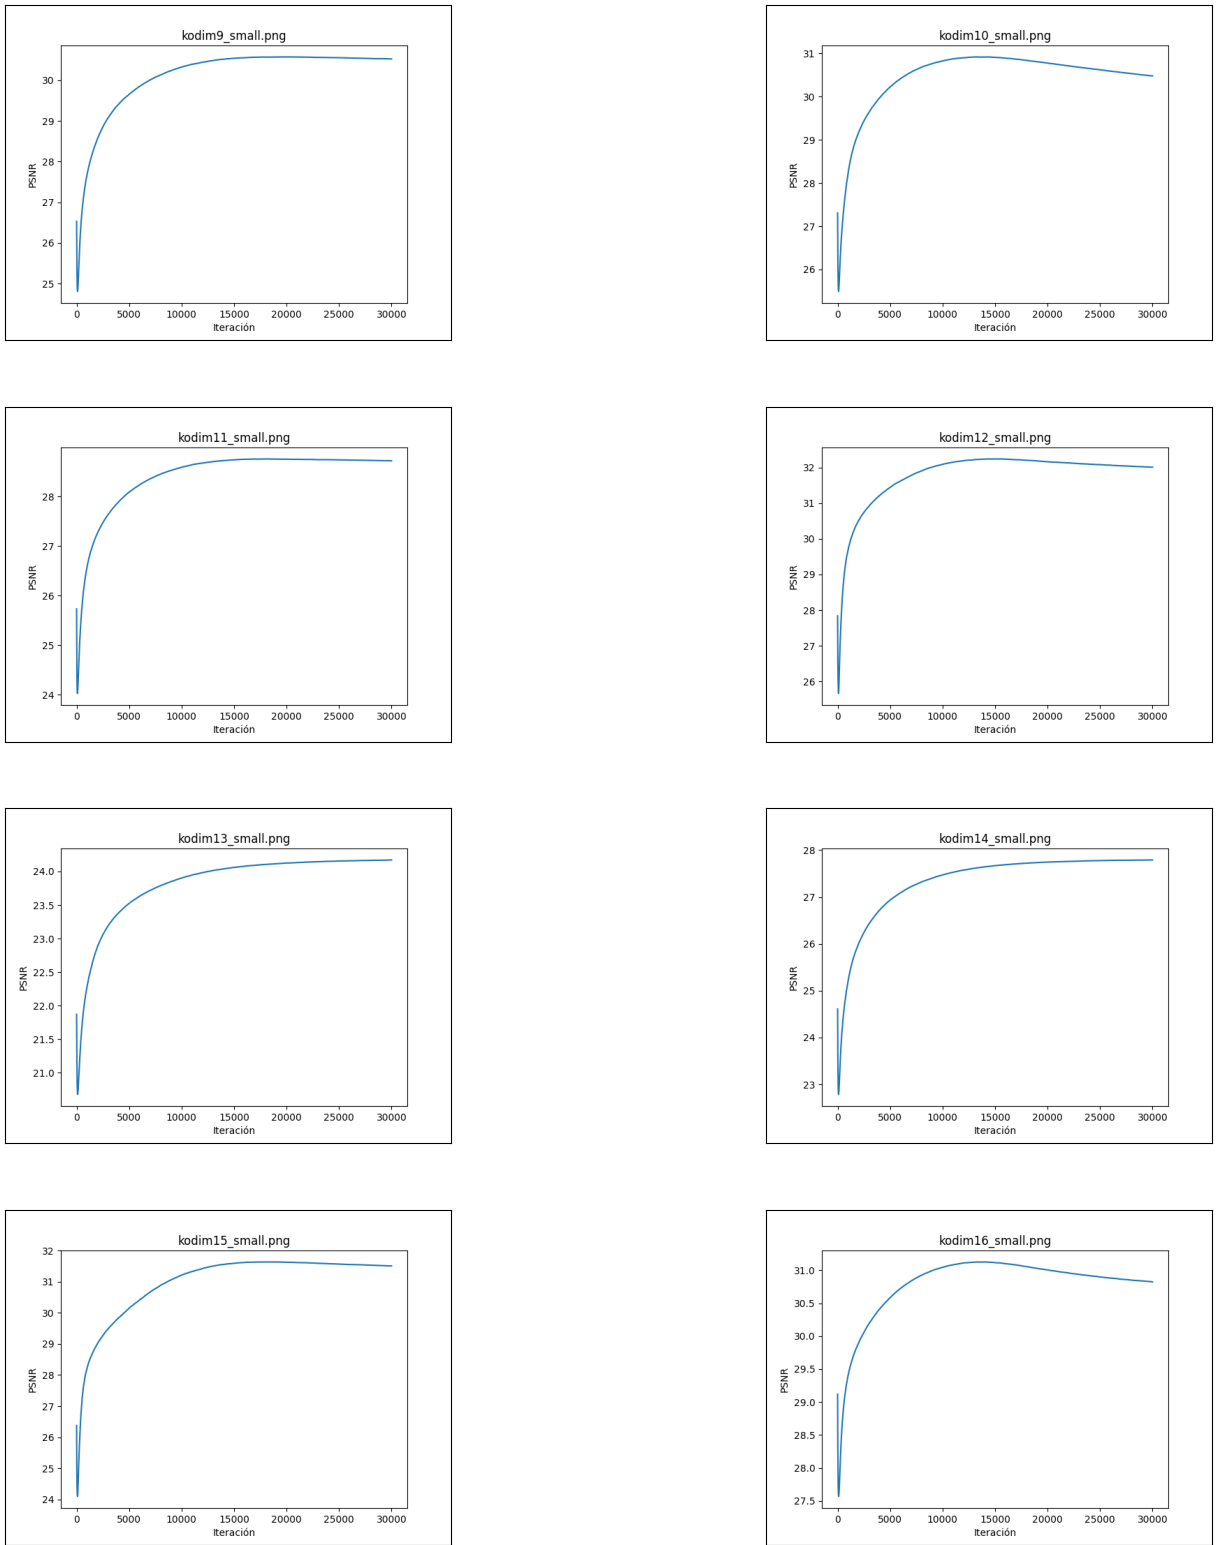 kodim9_small.png
30
29
28
27
26
25
PSNR
0 5000 10000 15000 20000 25000 30000
Iteración
kodim10_small.png
31
30
29
28
27
26
PSNR
0 5000 10000 15000 20000 25000 30000
Iteración
kodim11_small.png
28
27
26
25
24
PSNR
0 5000 10000 15000 20000 25000 30000
Iteración
kodim12_small.png
32
31
30
29
28
27
26
PSNR
0 5000 10000 15000 20000 25000 30000
Iteración
kodim13_small.png
24.0
23.5
23.0
22.5
22.0
21.5
21.0
PSNR
0 5000 10000 15000 20000 25000 30000
Iteración
kodim14_small.png
28
27
26
25
24
23
PSNR
0 5000 10000 15000 20000 25000 30000
Iteración
kodim15_small.png
32
31
30
29
28
27
26
25
24
PSNR
0 5000 10000 15000 20000 25000 30000
Iteración
kodim16_small.png
31.0
30.5
30.0
29.5
29.0
28.5
28.0
27.5
PSNR
0 5000 10000 15000 20000 25000 30000
Iteración